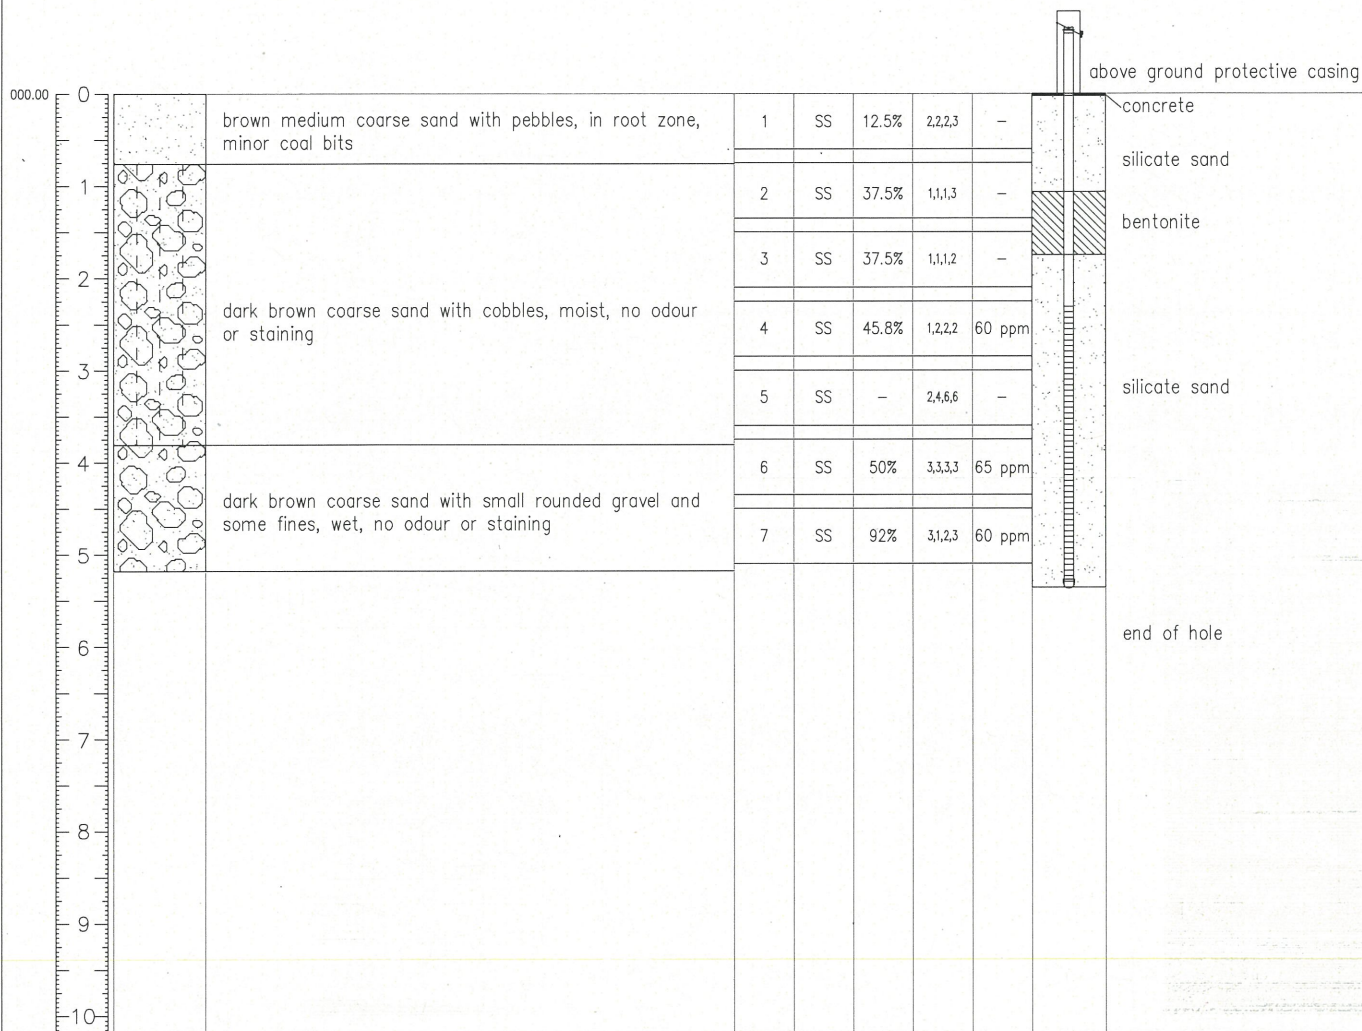 above ground protective casing
000.00 0
concrete
brown medium coarse sand with pebbles, in root zone,
minor coal bits
1 SS 12.5% 2,2,2,3 –
silicate sand
1
2 SS 37.5% 1,1,1,3 –
bentonite
3 SS 37.5% 1,1,1,2 –
2
dark brown coarse sand with cobbles, moist, no odour
or staining
4 SS 45.8% 1,2,2,2 60 ppm
3
silicate sand
5 SS – 2,4,6,6 –
4
6 SS 50% 3,3,3,3 65 ppm
dark brown coarse sand with small rounded gravel and
some fines, wet, no odour or staining
7 SS 92% 3,1,2,3 60 ppm
5
end of hole
6
7
8
9
10